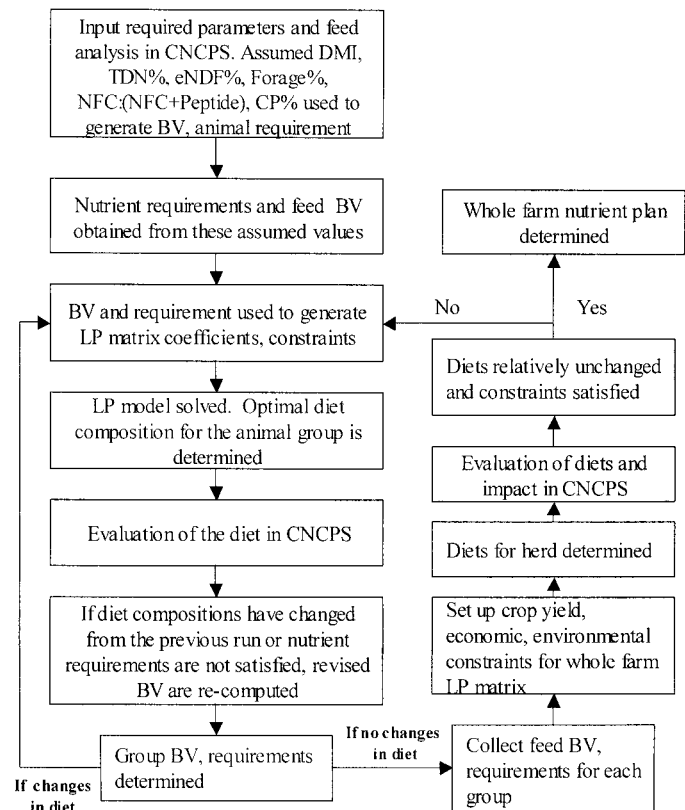 Input required parameters and feed
analysis in CNCPS. Assumed DMI,
TDN%, eNDF%, Forage%,
NFC:(NFC+Peptide), CP% used to
generate BV, animal requirement
Nutrient requirements and feed BV
obtained from these assumed values
BV and requirement used to generate
LP matrix coefficients, constraints
LP model solved. Optimal diet
composition for the animal group is
determined
Evaluation of the diet in CNCPS
If diet compositions have changed
from the previous run or nutrient
requirements are not satisfied, revised
BV are re-computed
Group BV, requirements
determined
If changes
in diet
If no changes
in diet
Collect feed BV,
requirements for each
group
Set up crop yield,
economic, environmental
constraints for whole farm
LP matrix
Diets for herd determined
Evaluation of diets and
impact in CNCPS
Diets relatively unchanged
and constraints satisfied
No
Yes
Whole farm nutrient plan
determined